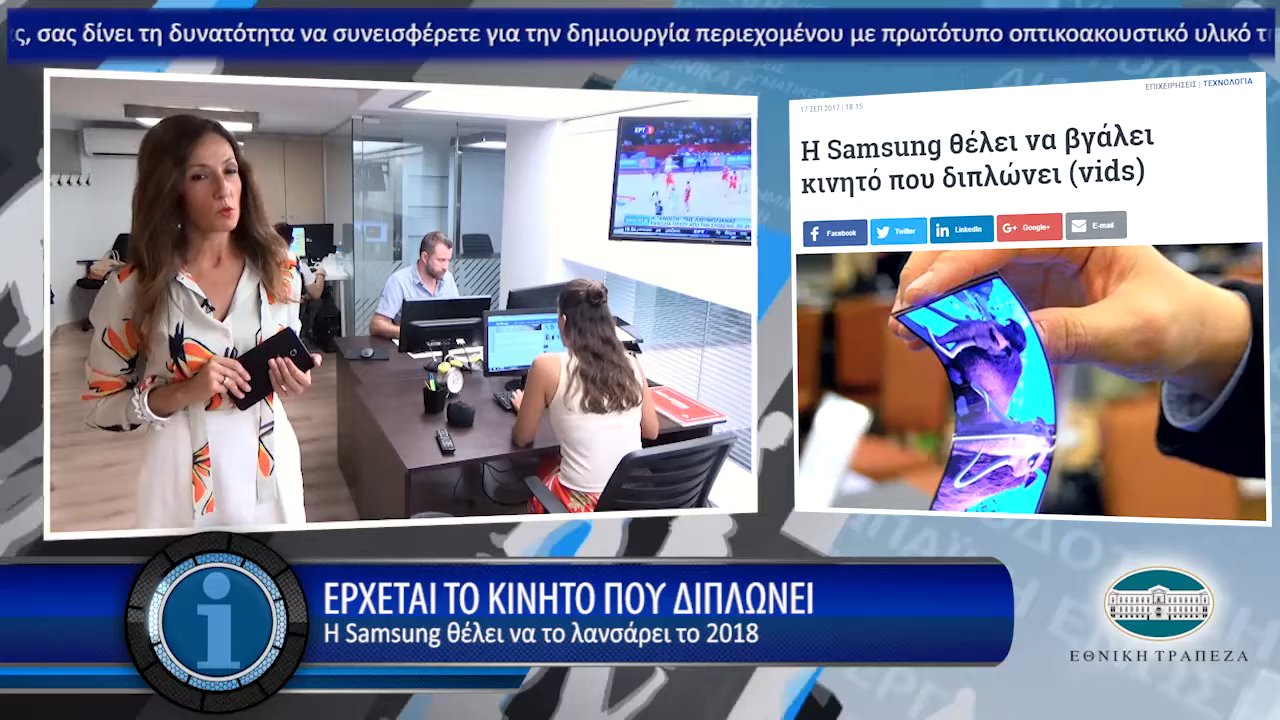 ς, σας δίνει τη δυνατότητα να συνεισφέρετε για την δημιουργία περιεχομένου με πρωτότυπο οπτικοακουστικό υλικό τ
ΕΡΤ
ΕΠΙΧΕΙΡΗΣΕΙΣ | ΤΕΧΝΟΛΟΓΙΑ
17 ΣΕΠ 2017 | 18:15
Η Samsung θέλει να βγάλει
κινητό που διπλώνει (vids)
Facebook
Twitter
LinkedIn
Google+
E-mail
ΕΡΧΕΤΑΙ ΤΟ ΚΙΝΗΤΟ ΠΟΥ ΔΙΠΛΩΝΕΙ
Η Samsung θέλει να το λανσάρει το 2018
ΕΘΝΙΚΗ ΤΡΑΠΕΖΑ